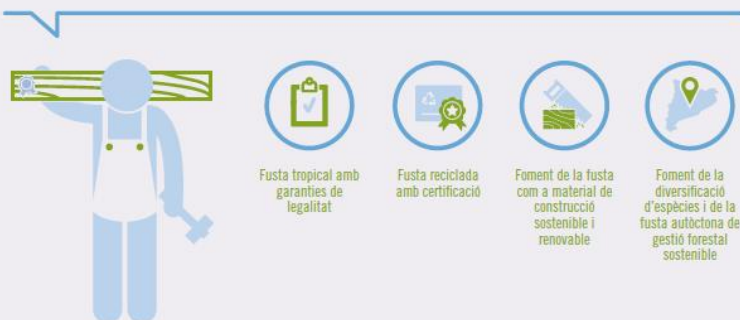 Fusta tropical amb
garanties de
legalitat
Fusta reciclada
amb certificació
Foment de la fusta
com a material de
construcció
sostenible i
renovable
Foment de la
diversificació
d'espècies i de la
fusta autòctona de
gestió forestal
sostenible